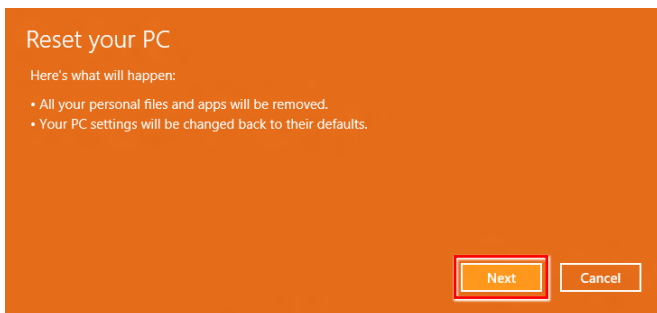 Reset your PC
Here's what will happen:
• All your personal files and apps will be removed.
• Your PC settings will be changed back to their defaults.
Next Cancel